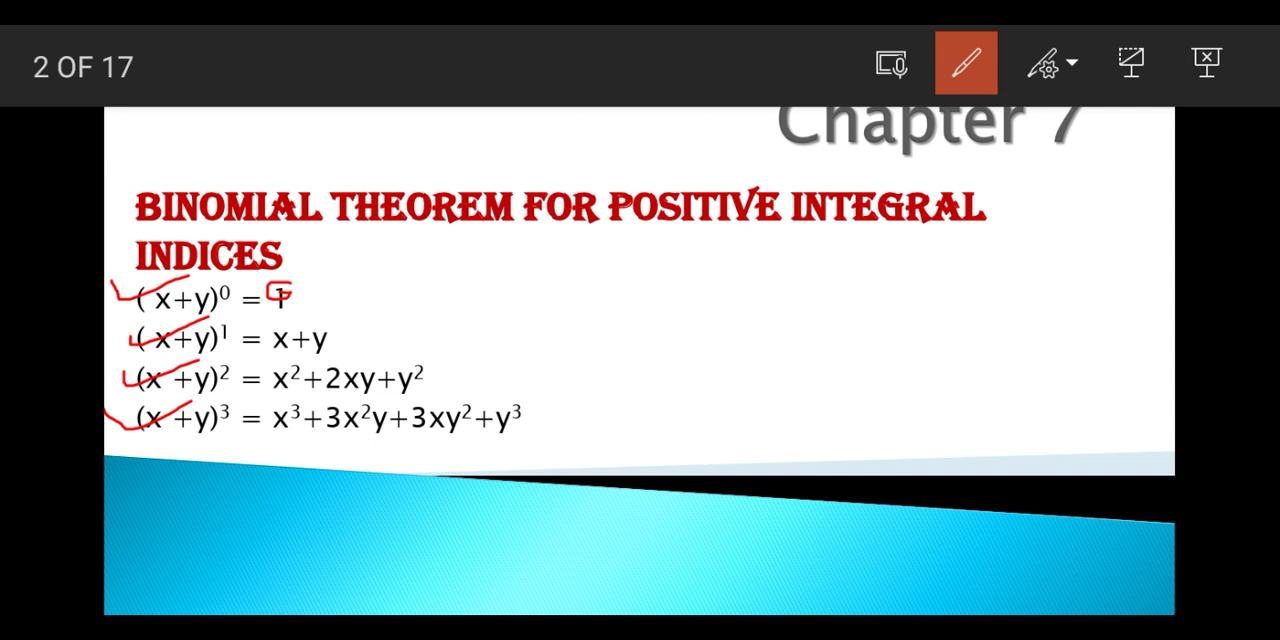 2 OF 17
Chapter 7
BINOMIAL THEOREM FOR POSITIVE INTEGRAL
INDICES
( x+y)⁰ = 1
( x+y)¹ = x+y
(x +y)² = x²+2xy+y²
(x +y)³ = x³+3x²y+3xy²+y³